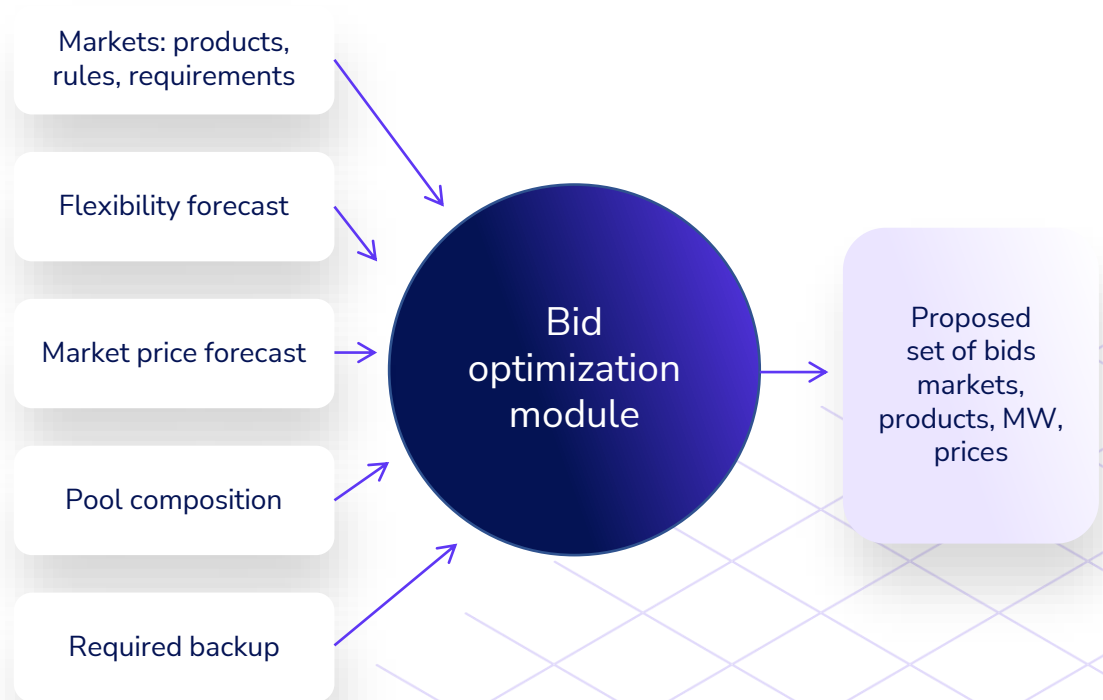 Markets: products,
rules, requirements
Flexibility forecast
Market price forecast
Pool composition
Required backup
Bid
optimization
module
Proposed
set of bids
markets,
products, MW,
prices